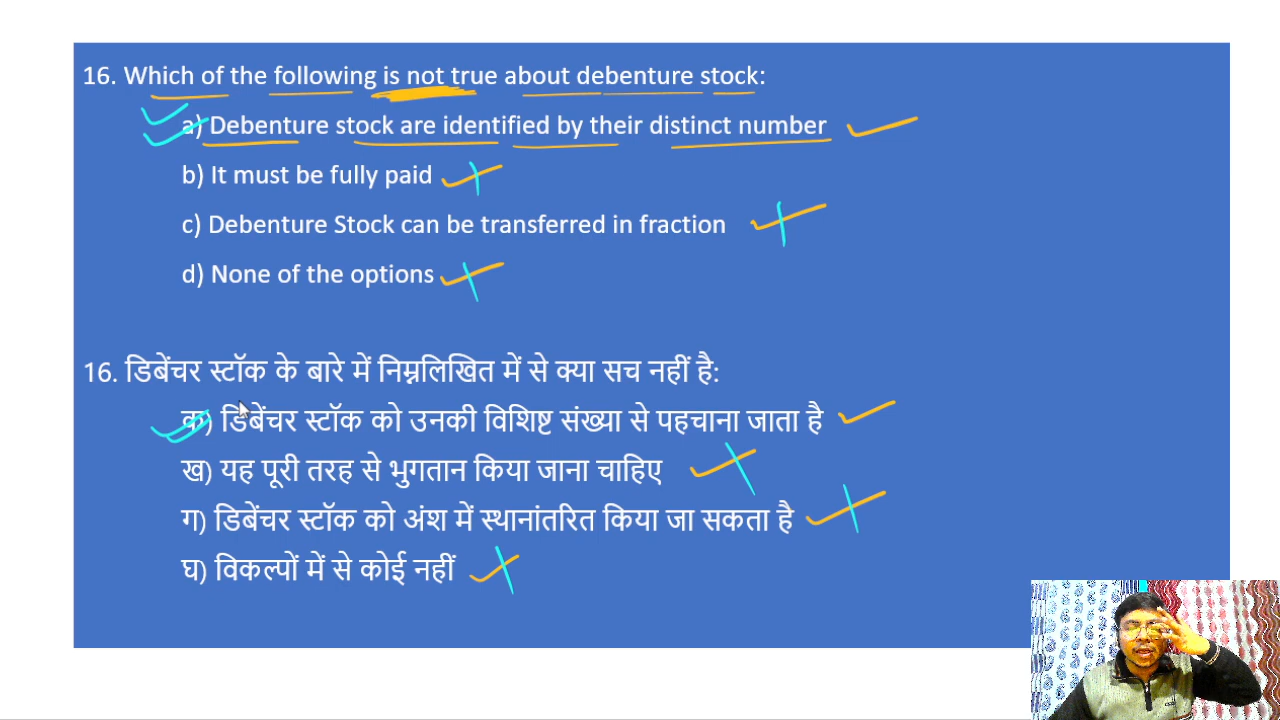 16. Which of the following is not true about debenture stock:
a) Debenture stock are identified by their distinct number
b) It must be fully paid
c) Debenture Stock can be transferred in fraction
d) None of the options
16. डिबेंचर स्टॉक के बारे में निम्नलिखित में से क्या सच नहीं है:
क) डिबेंचर स्टॉक को उनकी विशिष्ट संख्या से पहचाना जाता है
ख) यह पूरी तरह से भुगतान किया जाना चाहिए
ग) डिबेंचर स्टॉक को अंश में स्थानांतरित किया जा सकता है
घ) विकल्पों में से कोई नहीं